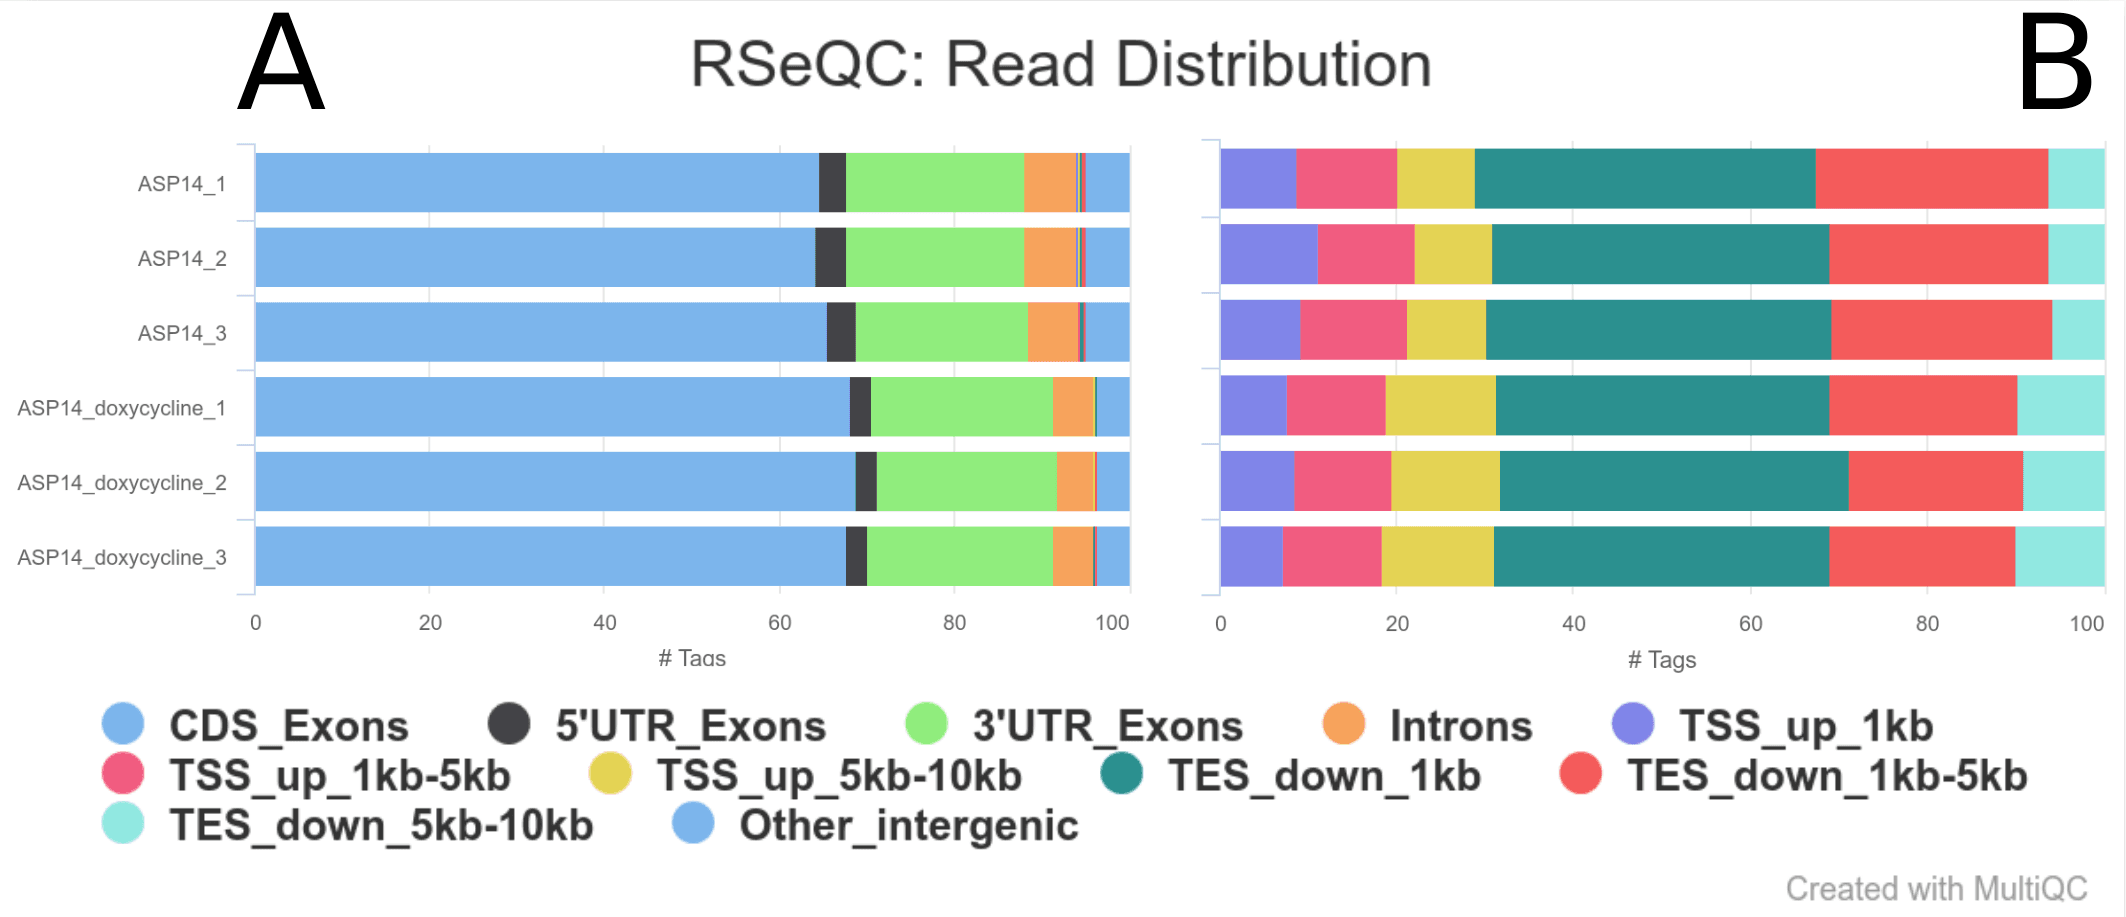 A
RSeQC: Read Distribution
B
ASP14_1
ASP14_2
ASP14_3
ASP14_doxycycline_1
ASP14_doxycycline_2
ASP14_doxycycline_3
0 20 40 60 80 100
# Tags
0 20 40 60 80 100
# Tags
CDS_Exons 5'UTR_Exons 3'UTR_Exons Introns TSS_up_1kb
TSS_up_1kb-5kb TSS_up_5kb-10kb TES_down_1kb TES_down_1kb-5kb
TES_down_5kb-10kb Other_intergenic
Created with MultiQC